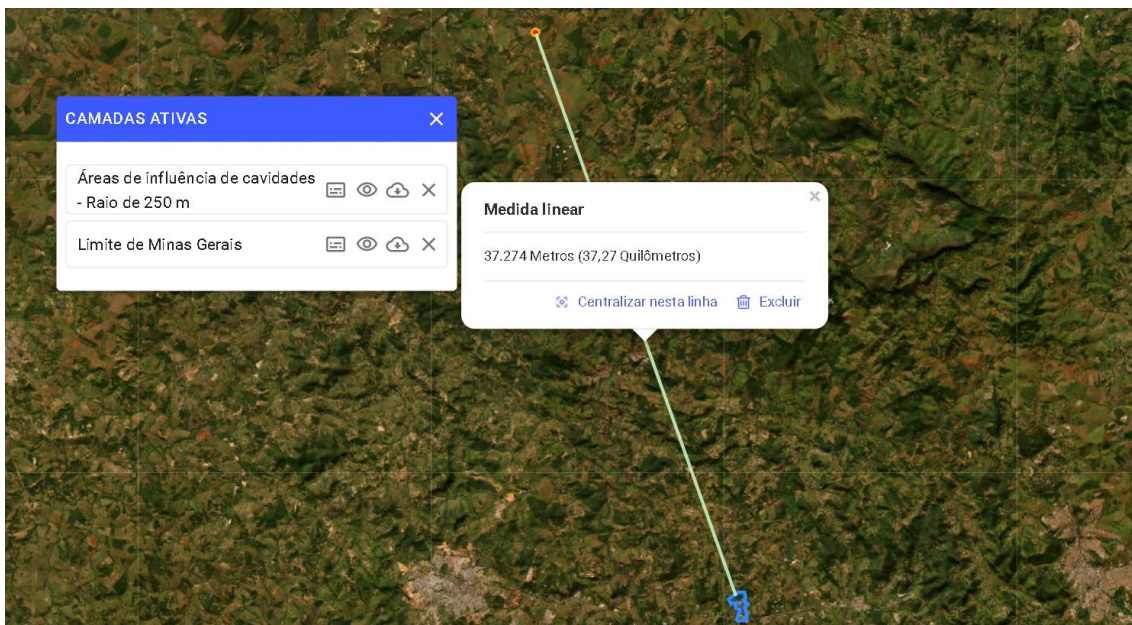 CAMADAS ATIVAS
Áreas de influência de cavidades
- Raio de 250 m
Limite de Minas Gerais
Medida linear
37.274 Metros (37,27 Quilômetros)
Centralizar nesta linha Excluir